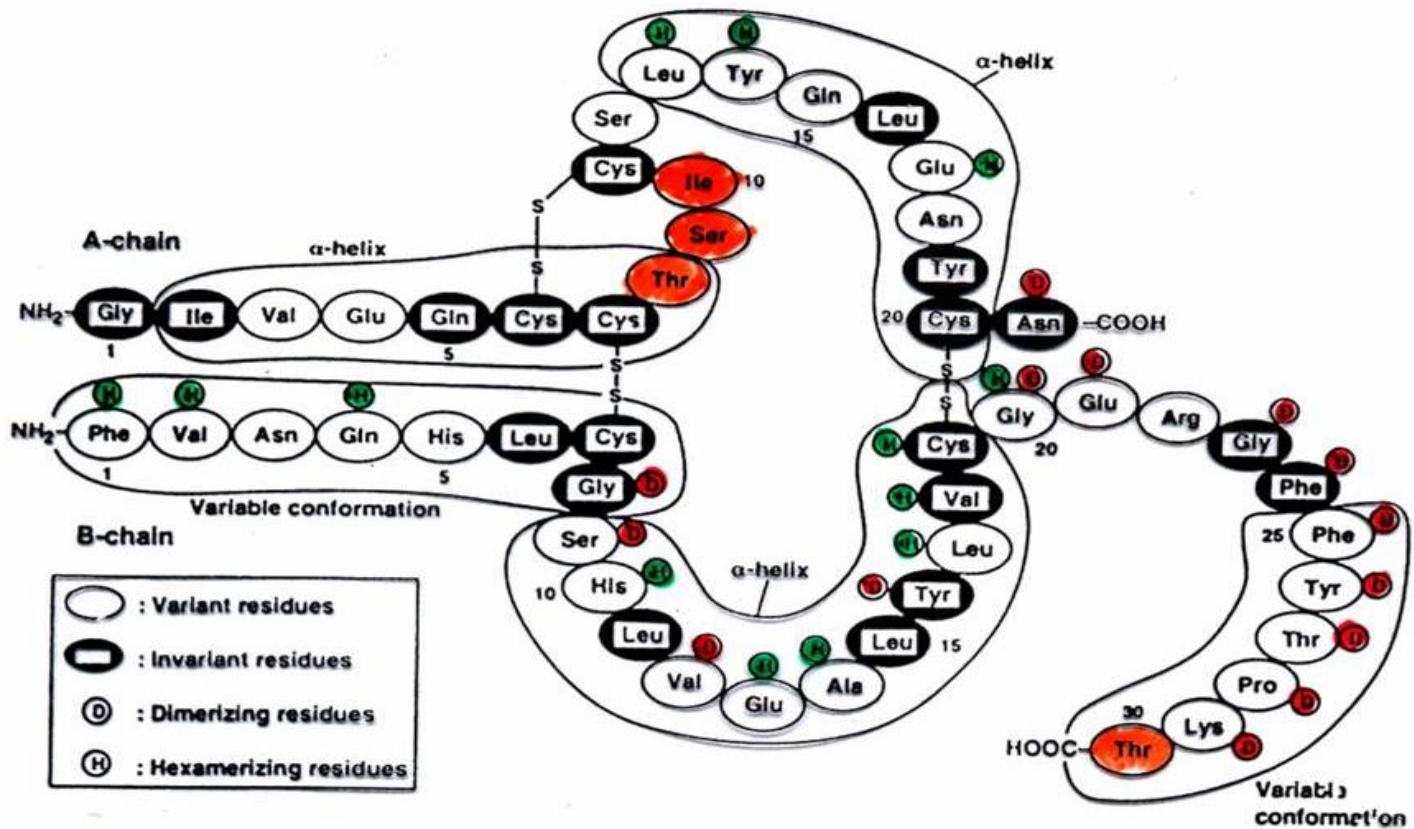 α-helix
H H
Leu Tyr Gln Leu
15
Ser
Glu H
Cys Ile 10
Asn
S
Ser
A-chain
α-helix
Tyr
S
Thr
D
NH₂- Gly Ile Val Glu Gln Cys Cys
20 Cys Asn -COOH
1 5
S
S
H D D
H H H
S
S
NH₂- Phe Val Asn Gln His Leu Cys
H Cys Gly Glu Arg
20
D
Gly
1 5
Gly D
H Val
D
Phe
Variable conformation
B-chain
Ser D
H Leu
D
25 Phe
10 His H
α-helix
D Tyr
Tyr D
Leu
Leu 15
Thr D
Val D Glu H Ala H
Pro D
30
HOOC- Thr Lys D
: Variant residues
: Invariant residues
D : Dimerizing residues
H : Hexamerizing residues